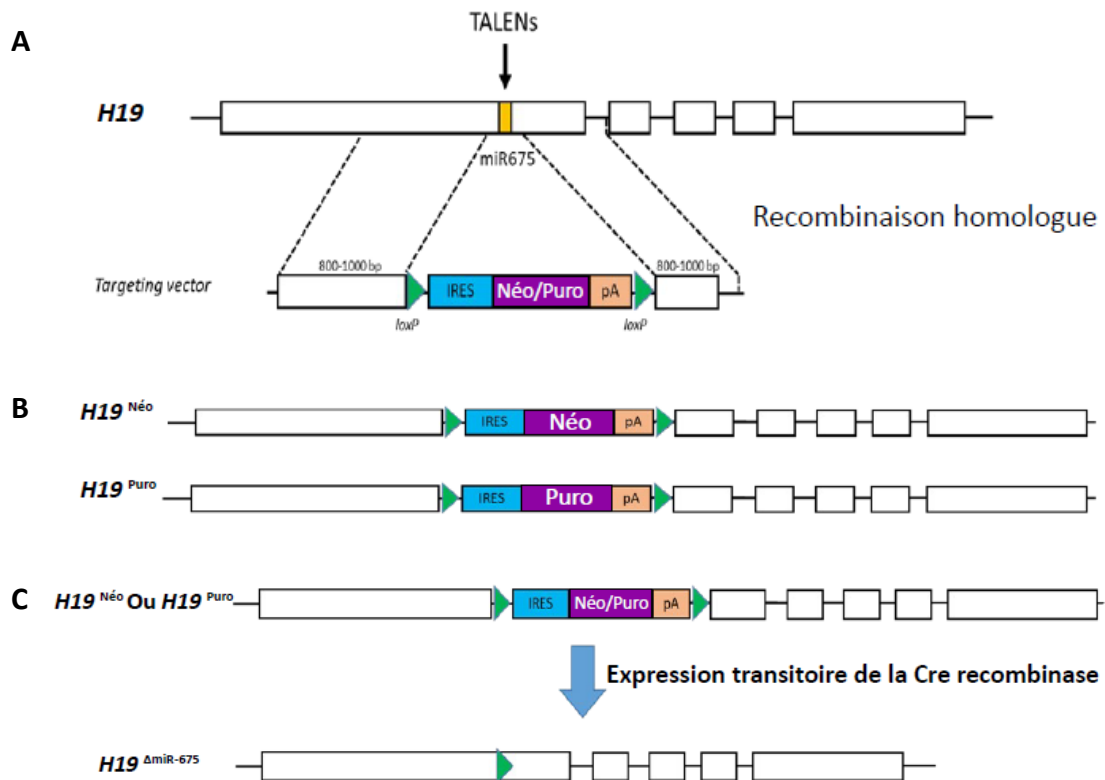 A
TALENs
H19
miR675
Recombinaison homologue
800-1000 bp
800-1000 bp
Targeting vector
IRES Néo/Puro pA
loxP
loxP
B
H19 Néo
IRES Néo pA
H19 Puro
IRES Puro pA
C
H19 Néo Ou H19 Puro
IRES Néo/Puro pA
Expression transitoire de la Cre recombinase
H19 ΔmiR-675